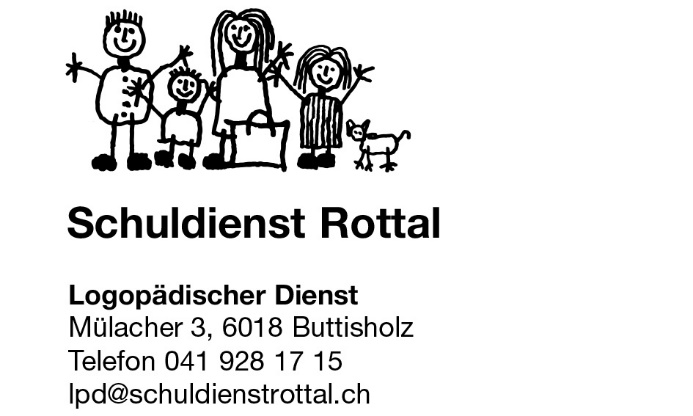 Schuldienst Rottal
Logopädischer Dienst
Mülacher 3, 6018 Buttisholz
Telefon 041 928 17 15
lpd@schuldienstrottal.ch